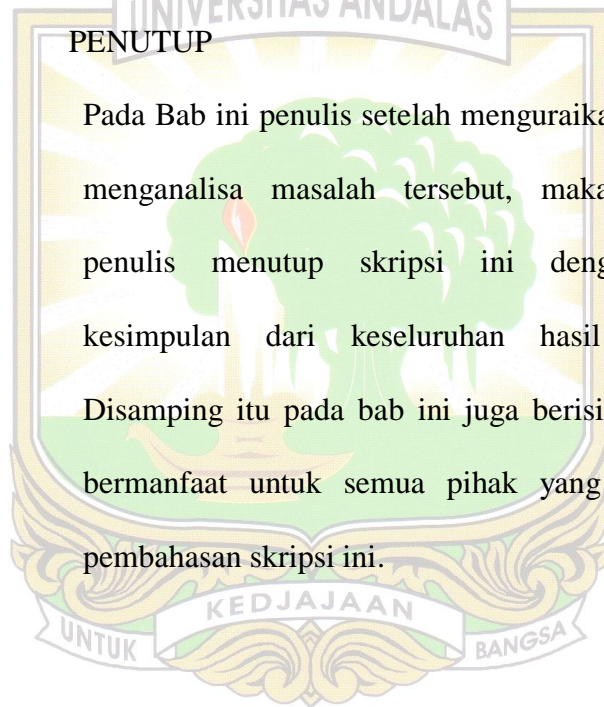 UNIVERSITAS ANDALAS
PENUTUP
Pada Bab ini penulis setelah menguraika
menganalisa masalah tersebut, maka
penulis menutup skripsi ini deng
kesimpulan dari keseluruhan hasil
Disamping itu pada bab ini juga berisi
bermanfaat untuk semua pihak yang
pembahasan skripsi ini.
UNTUK KEDJAJAAN BANGSA